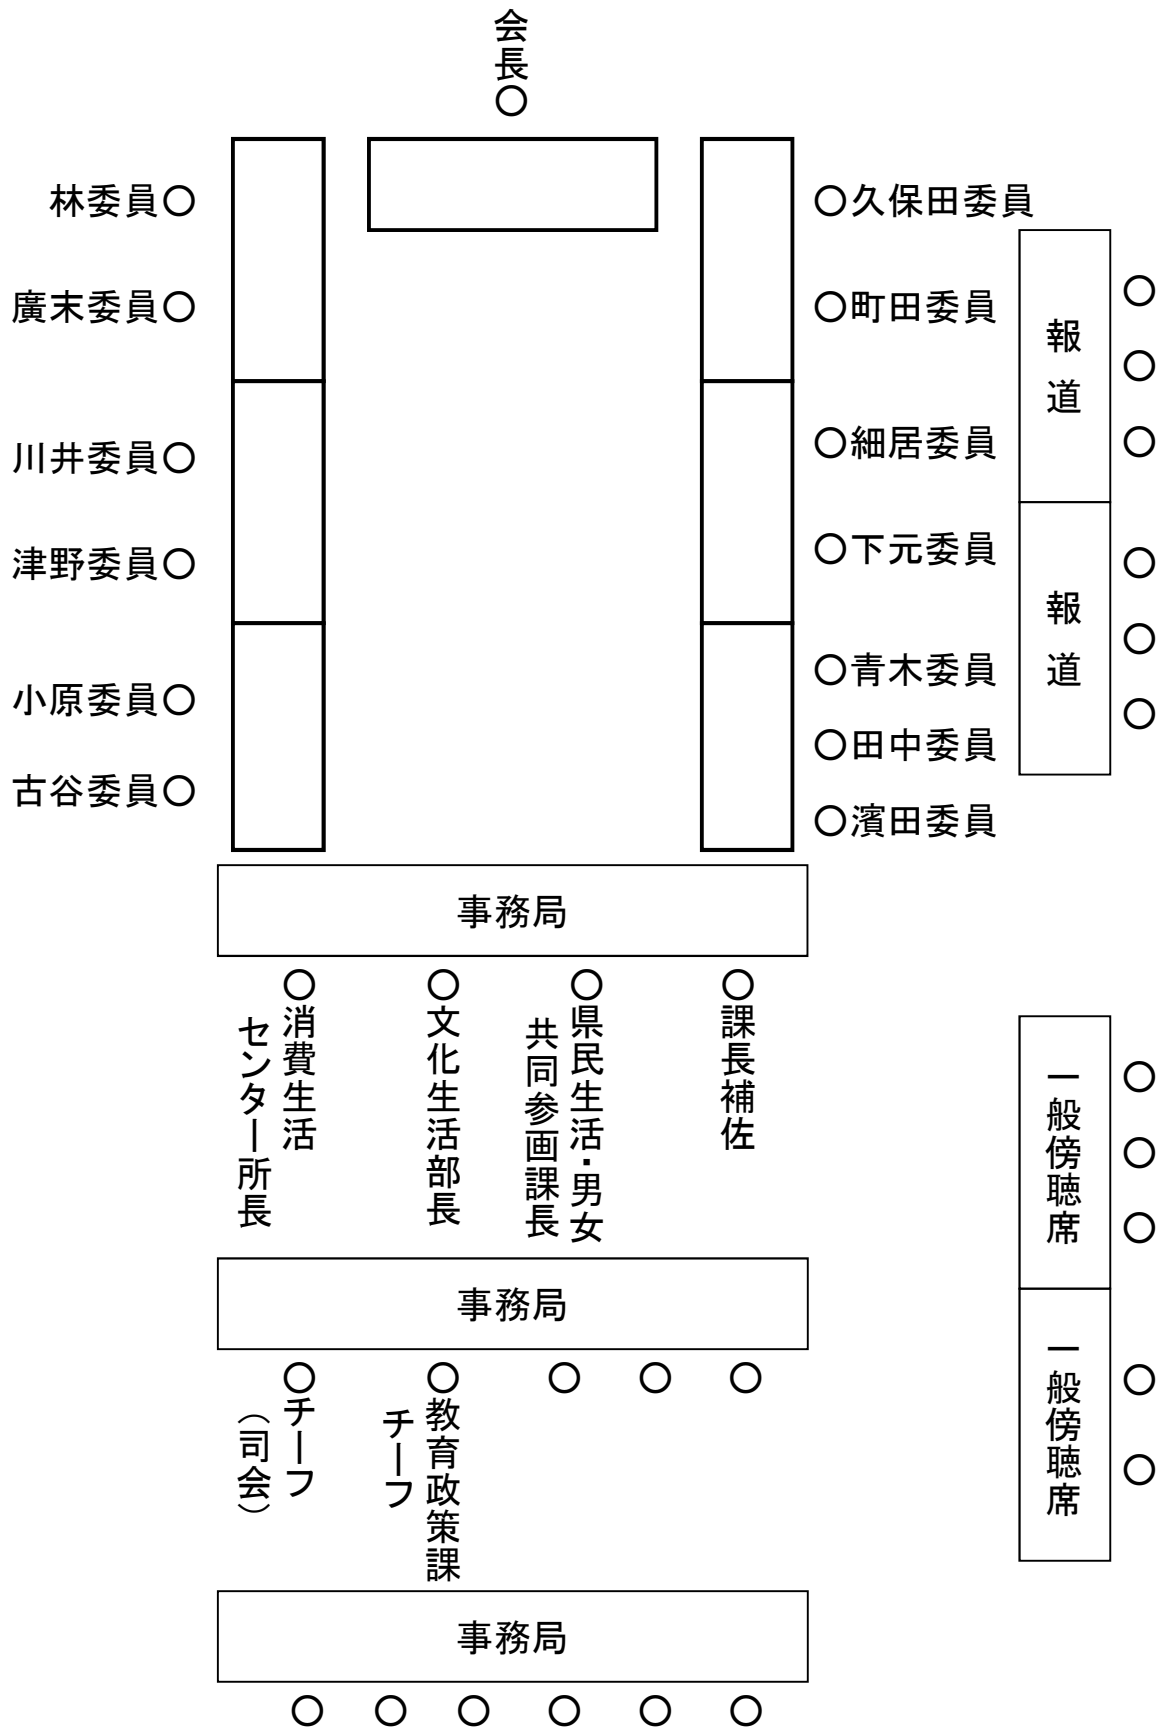 会長○
林委員○
○久保田委員
廣末委員○
○町田委員
報道
川井委員○
○細居委員
津野委員○
○下元委員
報道
小原委員○
○青木委員
○田中委員
古谷委員○
○濱田委員
事務局
○消費生活
センター所長
○文化生活部長
○県民生活・男女
共同参画課長
○課長補佐
一般傍聴席
事務局
○チーフ
（司会）
○教育政策課
チーフ
一般傍聴席
事務局